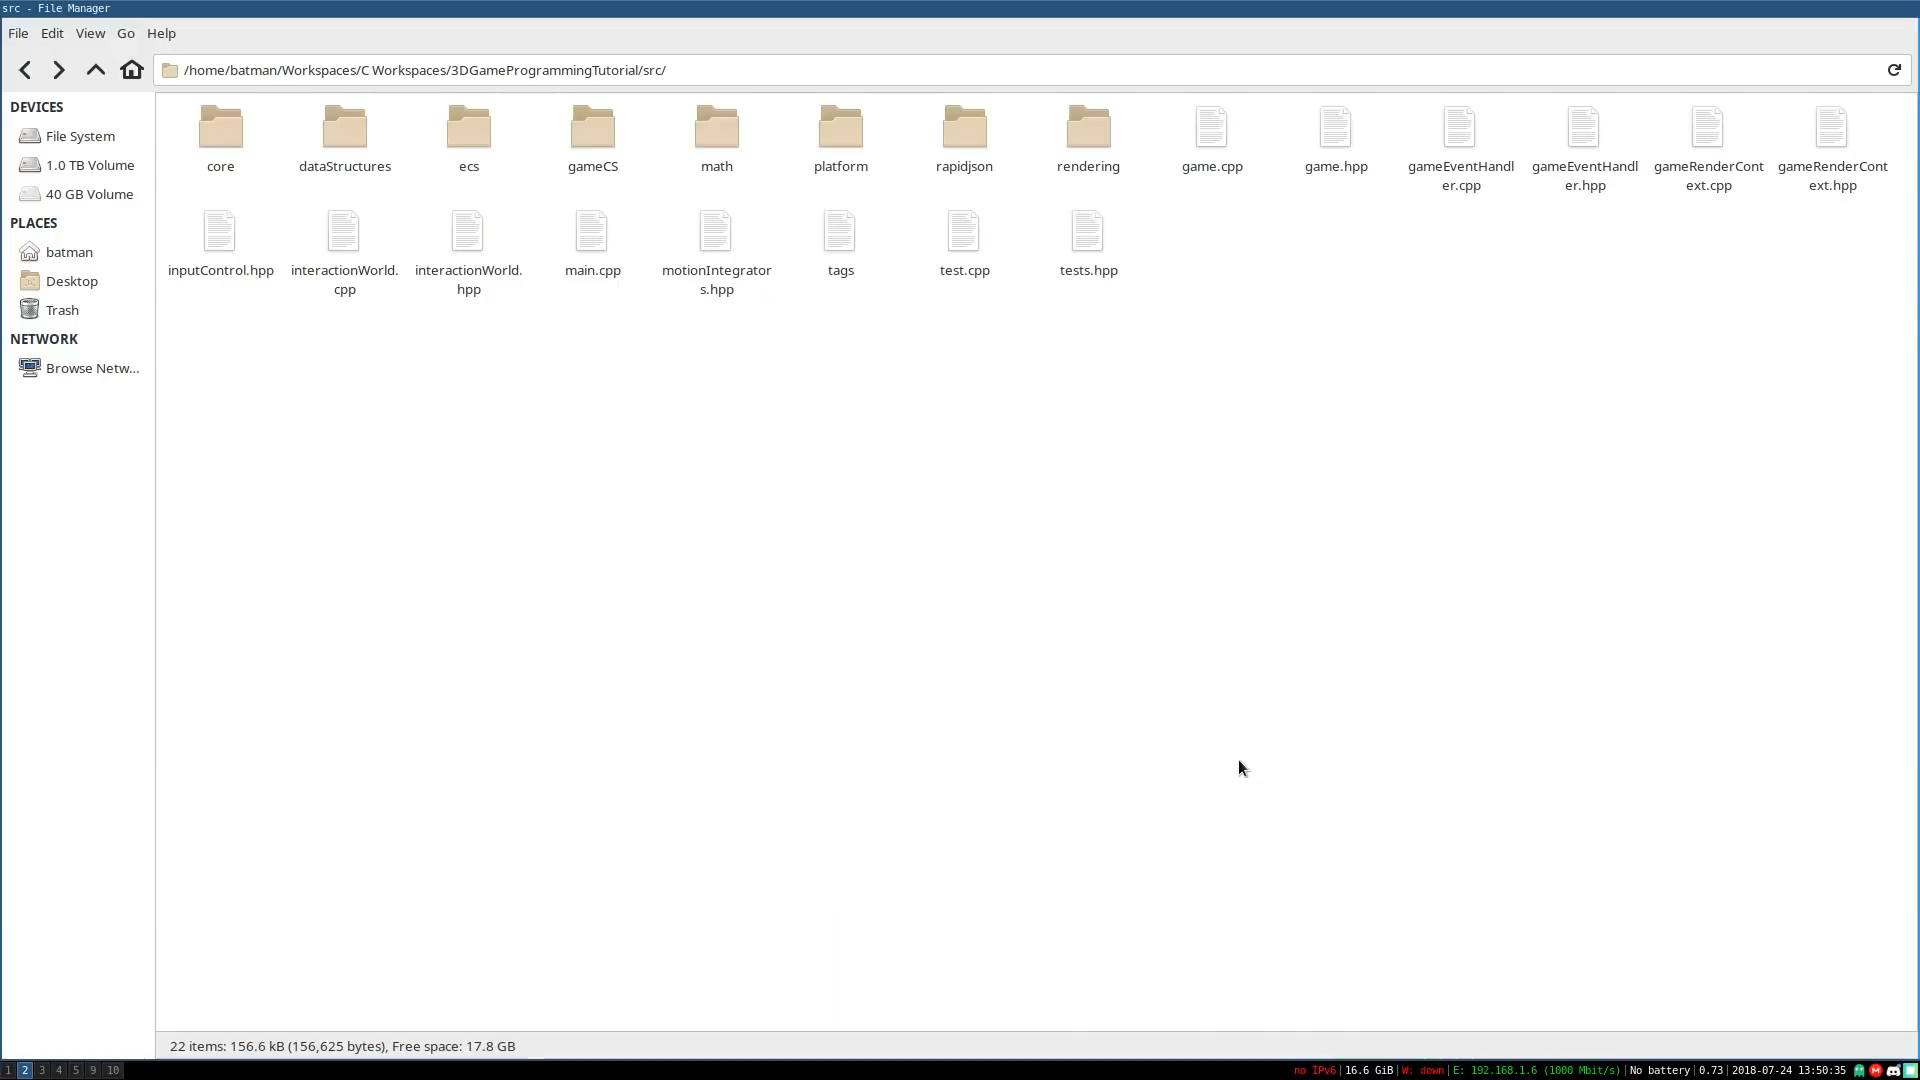 src - File Manager
File Edit View Go Help
/home/batman/Workspaces/C Workspaces/3DGameProgrammingTutorial/src/
DEVICES
File System
1.0 TB Volume
40 GB Volume
PLACES
batman
Desktop
Trash
NETWORK
Browse Netw...
core dataStructures ecs gameCS math platform rapidjson rendering game.cpp game.hpp gameEventHandl gameEventHandl gameRenderCont gameRenderCont
er.cpp er.hpp ext.cpp ext.hpp
inputControl.hpp interactionWorld. interactionWorld. main.cpp motionIntegrator tags test.cpp tests.hpp
cpp hpp s.hpp
22 items: 156.6 kB (156,625 bytes), Free space: 17.8 GB
1 2 3 4 5 9 10 no IPv6|16.6 GiB|W: down|E: 192.168.1.6 (1000 Mbit/s)|No battery|0.73|2018-07-24 13:50:35